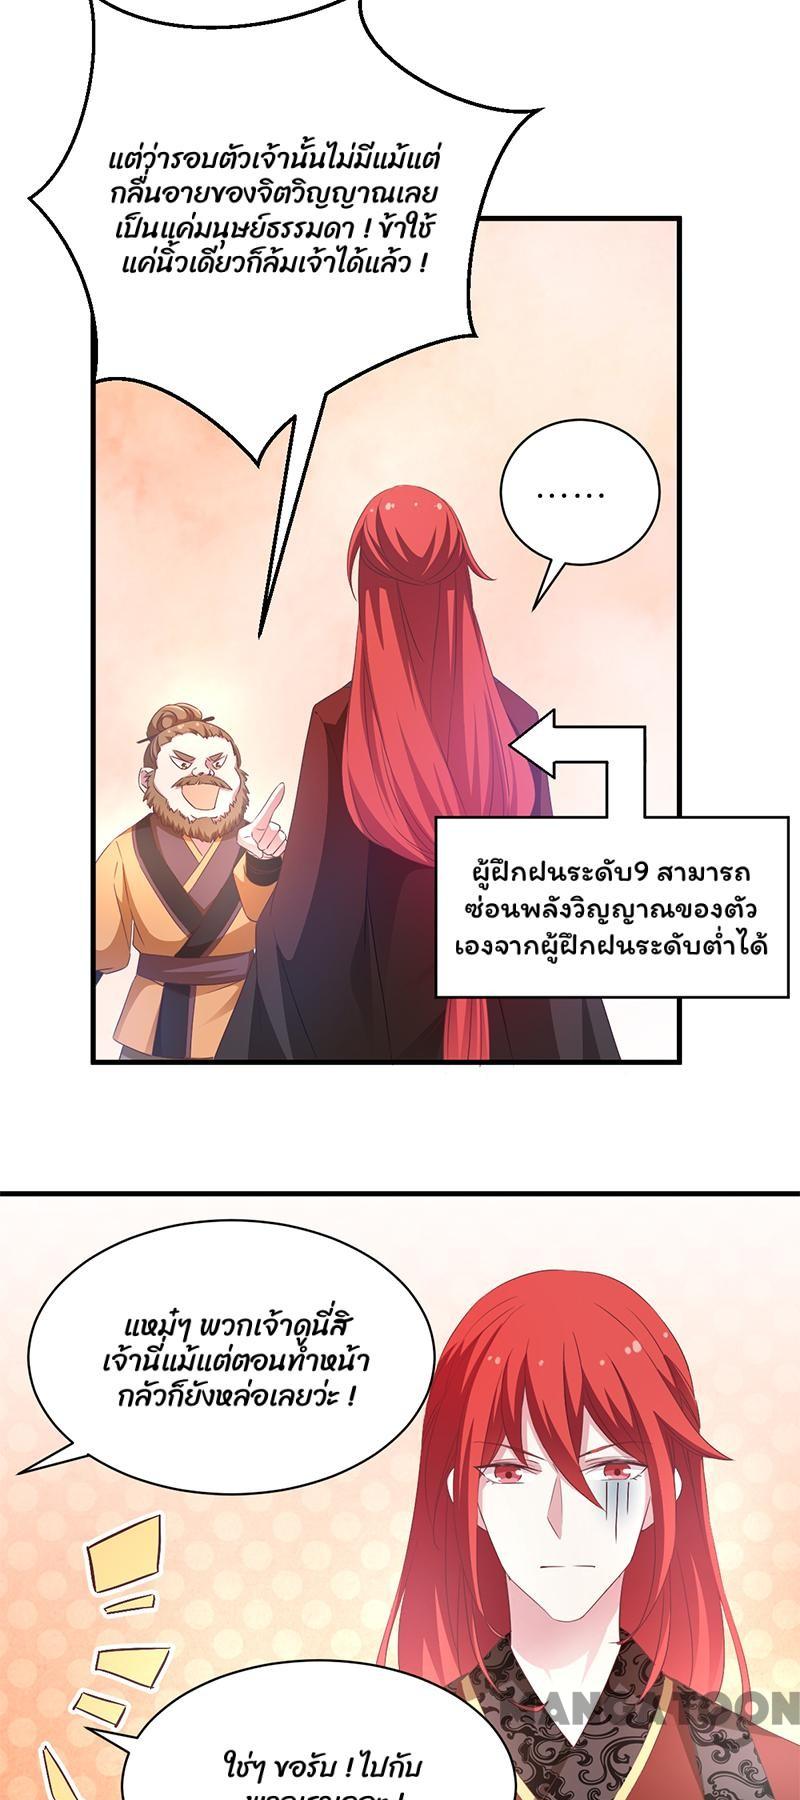 แต่ว่ารอบตัวเจ้านั้นไม่มีแม้แต่
กลิ่นอายของจิตวิญญาณเลย
เป็นแค่มนุษย์ธรรมดา ! ข้าใช้
แค่นิ้วเดียวก็ล้มเจ้าได้แล้ว !
......
ผู้ฝึกฝนระดับ9 สามารถ
ซ่อนพลังวิญญาณของตัว
เองจากผู้ฝึกฝนระดับต่ำได้
แหม๋ๆ พวกเจ้าดูนี่สิ
เจ้านี่แม้แต่ตอนทำหน้า
กลัวก็ยังหล่อเลยว่ะ !
MANGATOON
ใช่ๆ ขอรับ ! ไปกับ